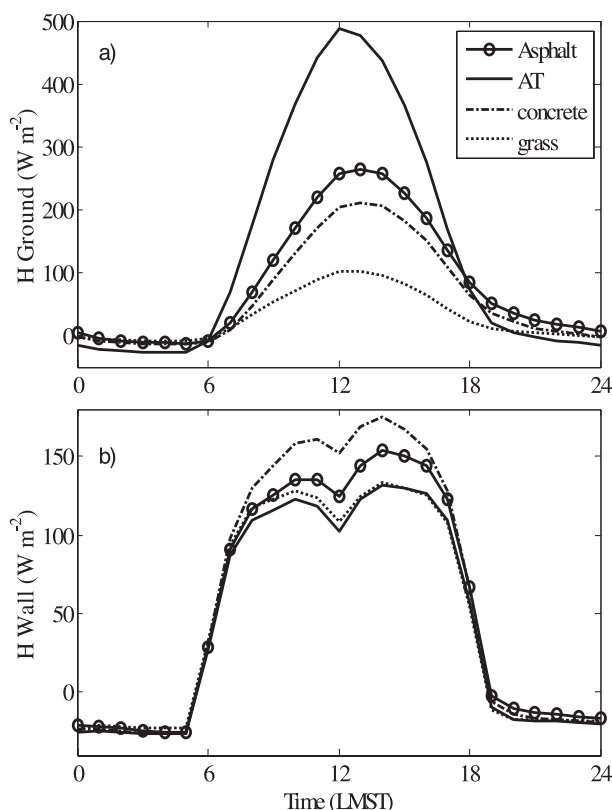 a)
Asphalt
AT
concrete
grass
H Ground (W m⁻²)
500
400
300
200
100
0
0 6 12 18 24
b)
H Wall (W m⁻²)
150
100
50
0
0 6 12 18 24
Time (LMST)